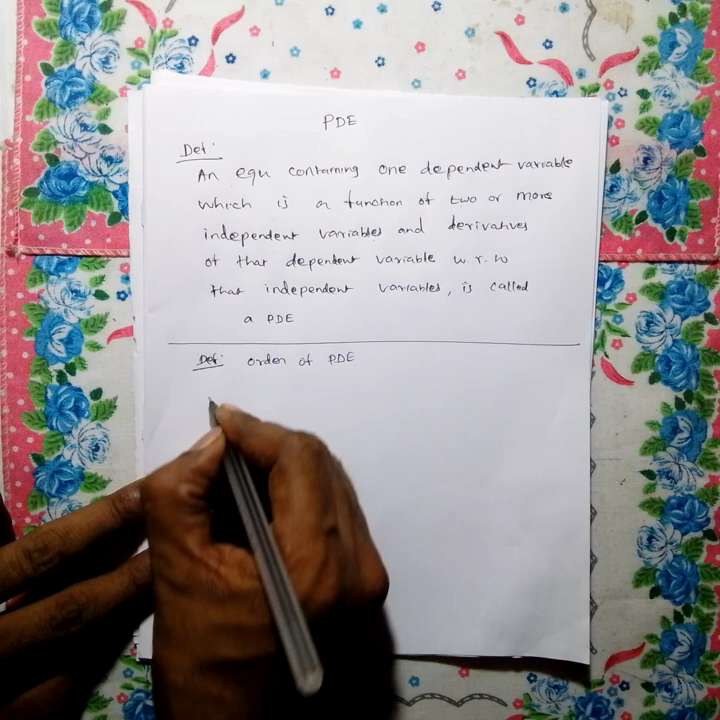 PDE
Def:
An equ containing one dependent variable
which is a function of two or more
independent variables and derivatives
of that dependent variable w.r.to
that independent variables, is called
a PDE
Def: order of PDE